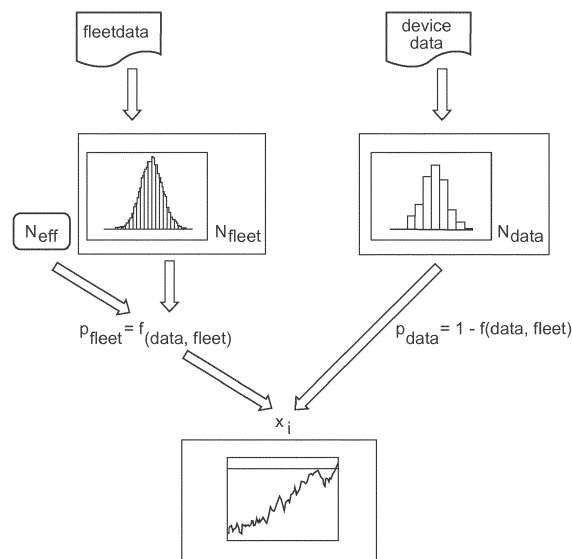 fleetdata
device
data
N_eff
N_fleet
N_data
p_fleet = f_(data, fleet)
p_data = 1 - f(data, fleet)
x_i